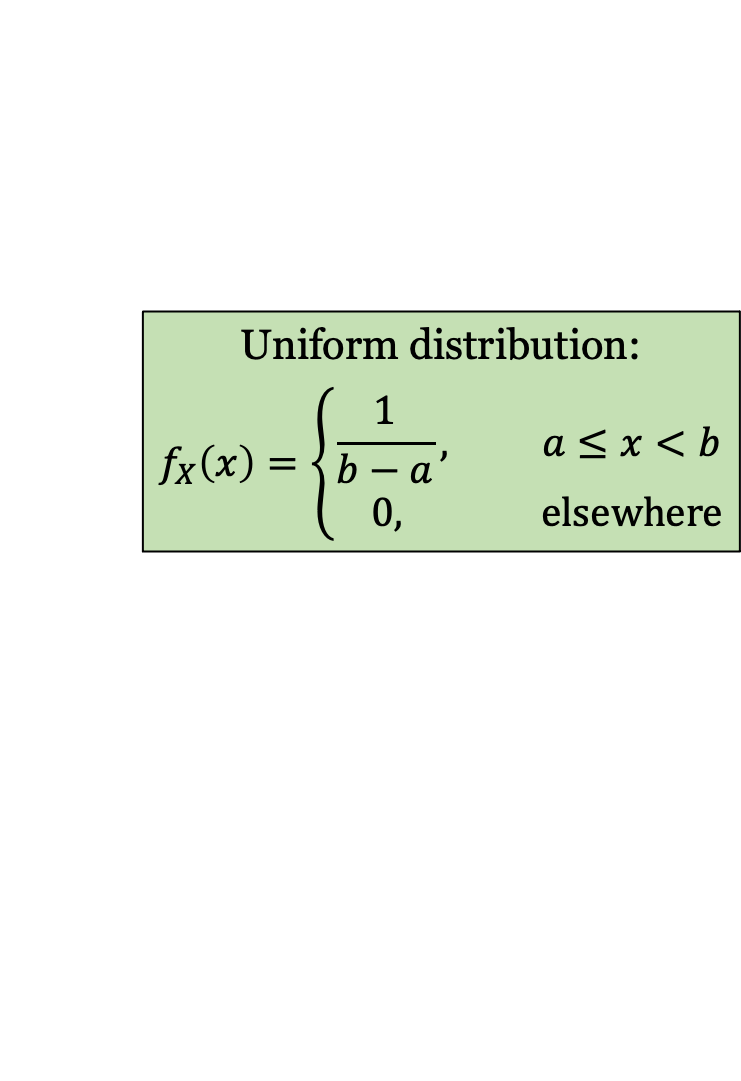 Uniform distribution:
f_X(x) = { 1/(b − a), a ≤ x < b
0, elsewhere